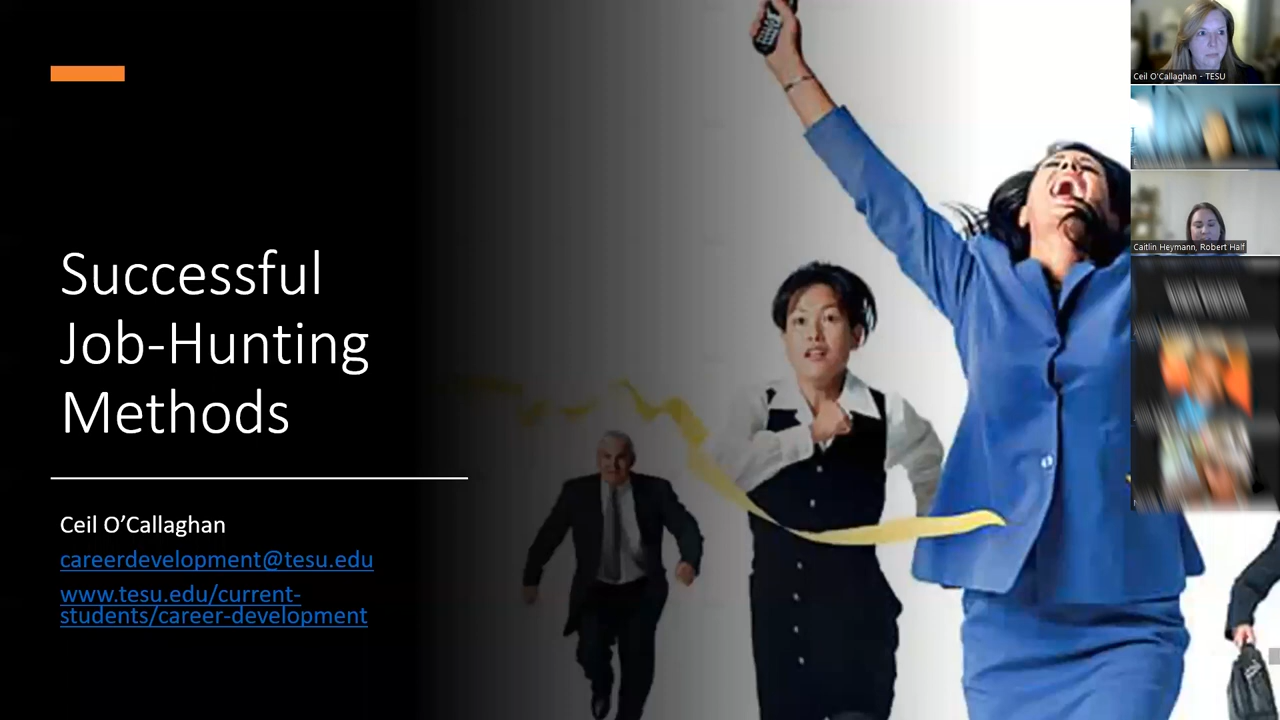 Successful
Job-Hunting
Methods
Ceil O’Callaghan
careerdevelopment@tesu.edu
www.tesu.edu/current-
students/career-development
Ceil O'Callaghan - TESU
Caitlin Heymann, Robert Half